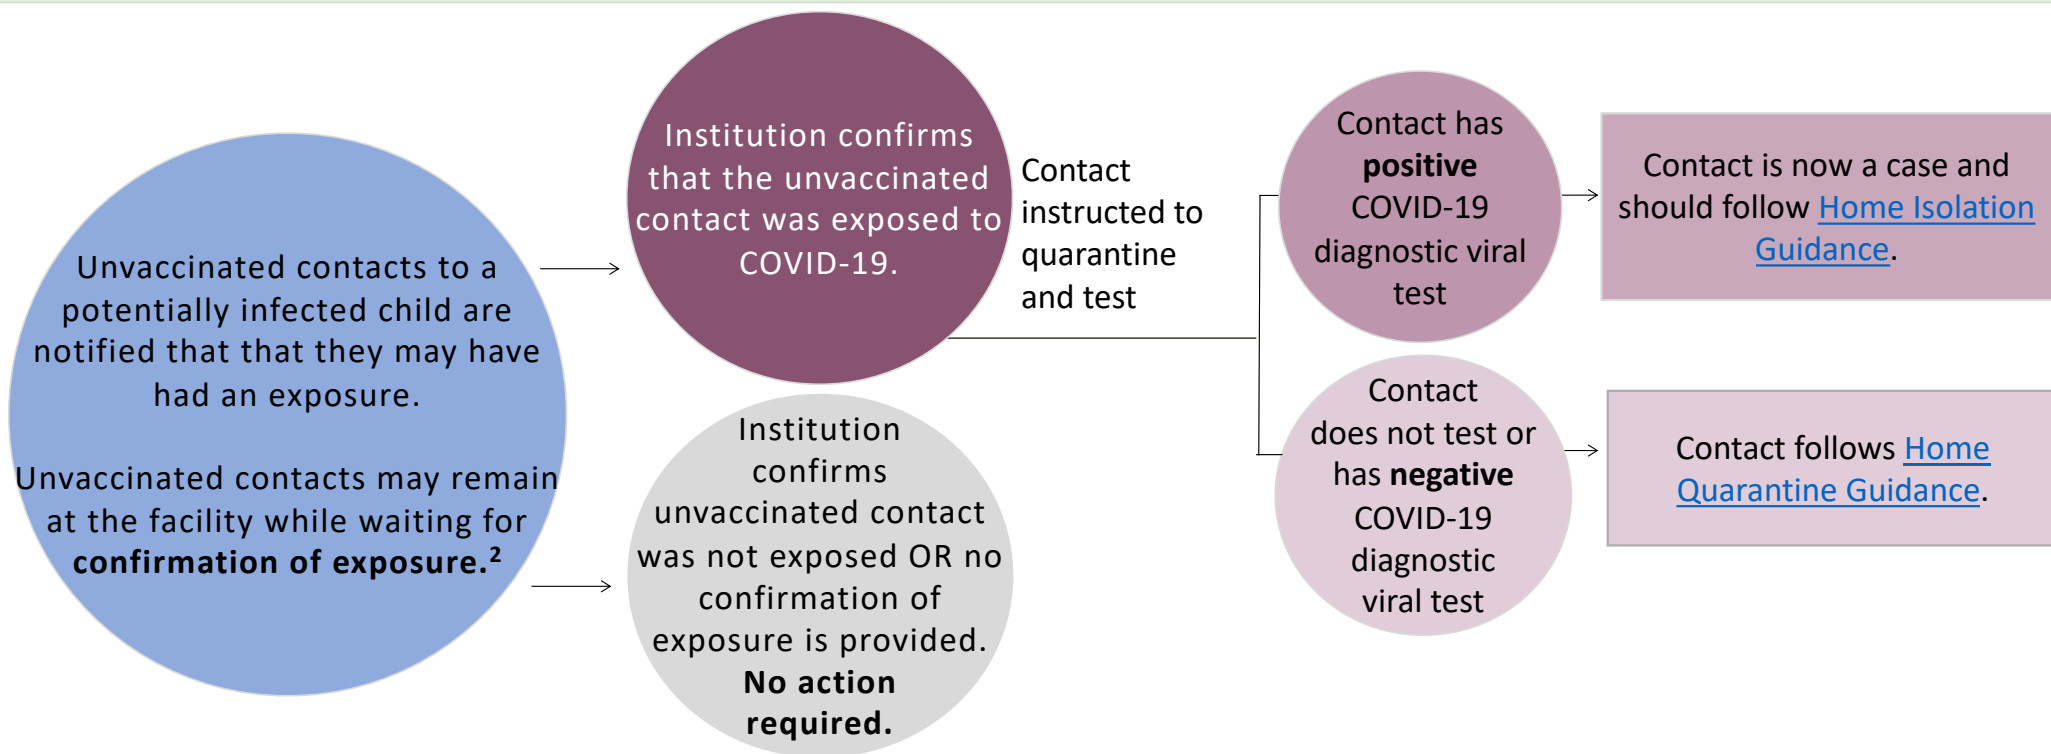 Unvaccinated contacts to a
potentially infected child are
notified that that they may have
had an exposure.
Unvaccinated contacts may remain
at the facility while waiting for
confirmation of exposure.²
Institution confirms
that the unvaccinated
contact was exposed to
COVID-19.
Institution
confirms
unvaccinated contact
was not exposed OR no
confirmation of
exposure is provided.
No action
required.
Contact
instructed to
quarantine
and test
Contact has
positive
COVID-19
diagnostic viral
test
Contact is now a case and
should follow Home Isolation
Guidance.
Contact
does not test or
has negative
COVID-19
diagnostic
viral test
Contact follows Home
Quarantine Guidance.